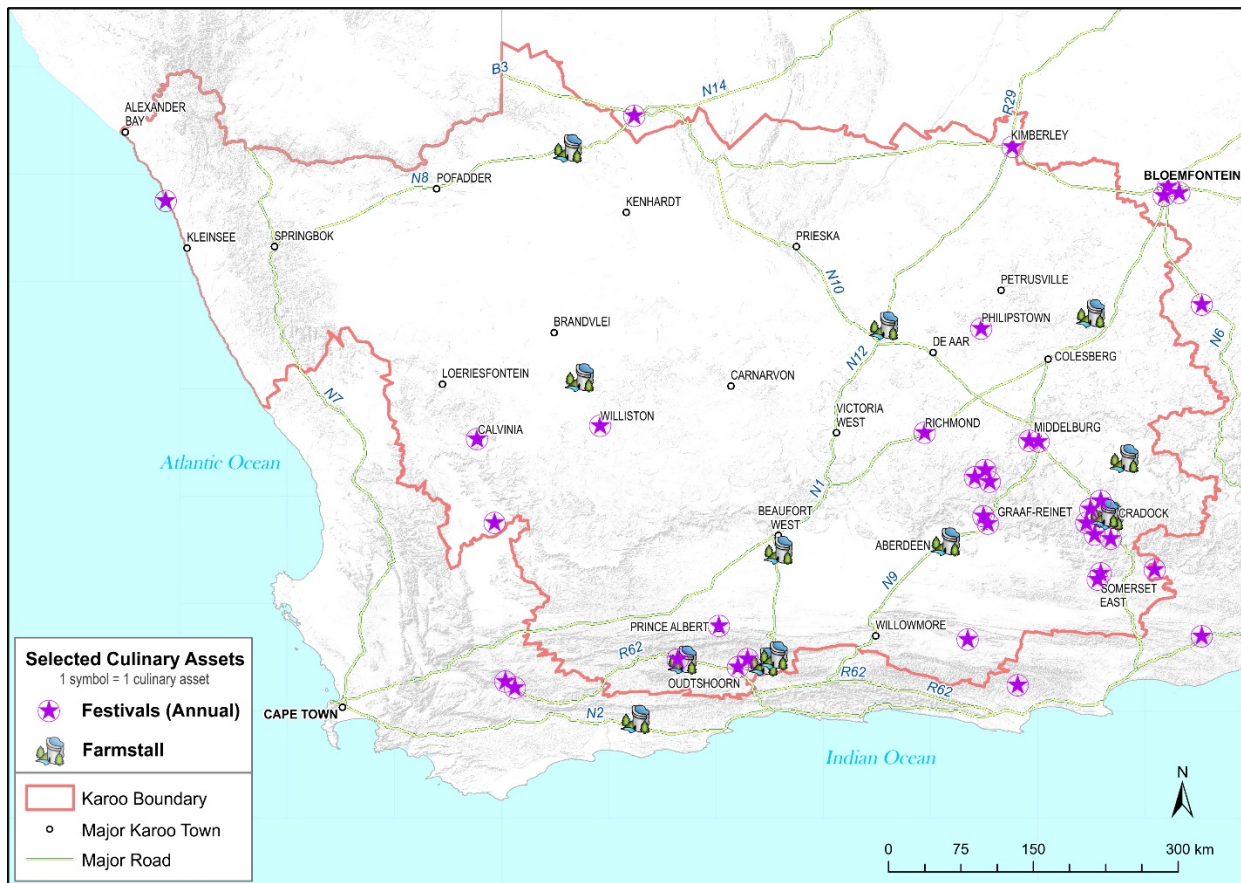 B3
N14
R29
ALEXANDER
BAY
KIMBERLEY
N8
POFADDER
BLOEMFONTEIN
KENHARDT
KLEINSEE
SPRINGBOK
PRIESKA
N10
PETRUSVILLE
BRANDVLEI
PHILIPSTOWN
N12
DE AAR
N6
COLESBERG
LOERIESFONTEIN
CARNARVON
N7
WILLISTON
VICTORIA
WEST
CALVINIA
RICHMOND
MIDDELBURG
Atlantic Ocean
N1
BEAUFORT
WEST
GRAAF-REINET
CRADOCK
ABERDEEN
N9
SOMERSET
EAST
PRINCE ALBERT
WILLOWMORE
R62
OUDTSHOORN
R62
R62
CAPE TOWN
N2
Indian Ocean
Selected Culinary Assets
1 symbol = 1 culinary asset
Festivals (Annual)
Farmstall
Karoo Boundary
Major Karoo Town
Major Road
N
0 75 150 300 km